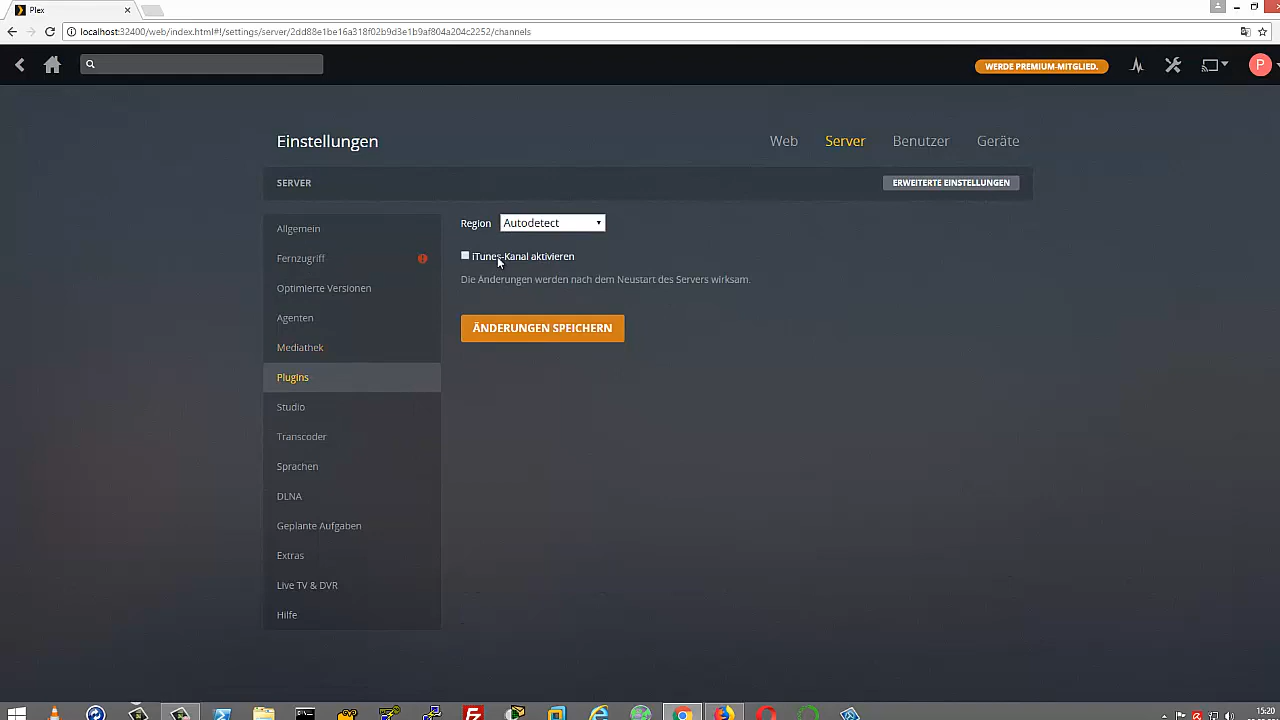 Plex
localhost:32400/web/index.html#!/settings/server/2dd88e1be16a318f02b9d3e1b9af804a204c2252/channels
WERDE PREMIUM-MITGLIED.
P
Einstellungen
Web
Server
Benutzer
Geräte
SERVER
ERWEITERTE EINSTELLUNGEN
Allgemein
Fernzugriff
Optimierte Versionen
Agenten
Mediathek
Plugins
Studio
Transcoder
Sprachen
DLNA
Geplante Aufgaben
Extras
Live TV & DVR
Hilfe
Region
Autodetect
iTunes-Kanal aktivieren
Die Änderungen werden nach dem Neustart des Servers wirksam.
ÄNDERUNGEN SPEICHERN
15:20